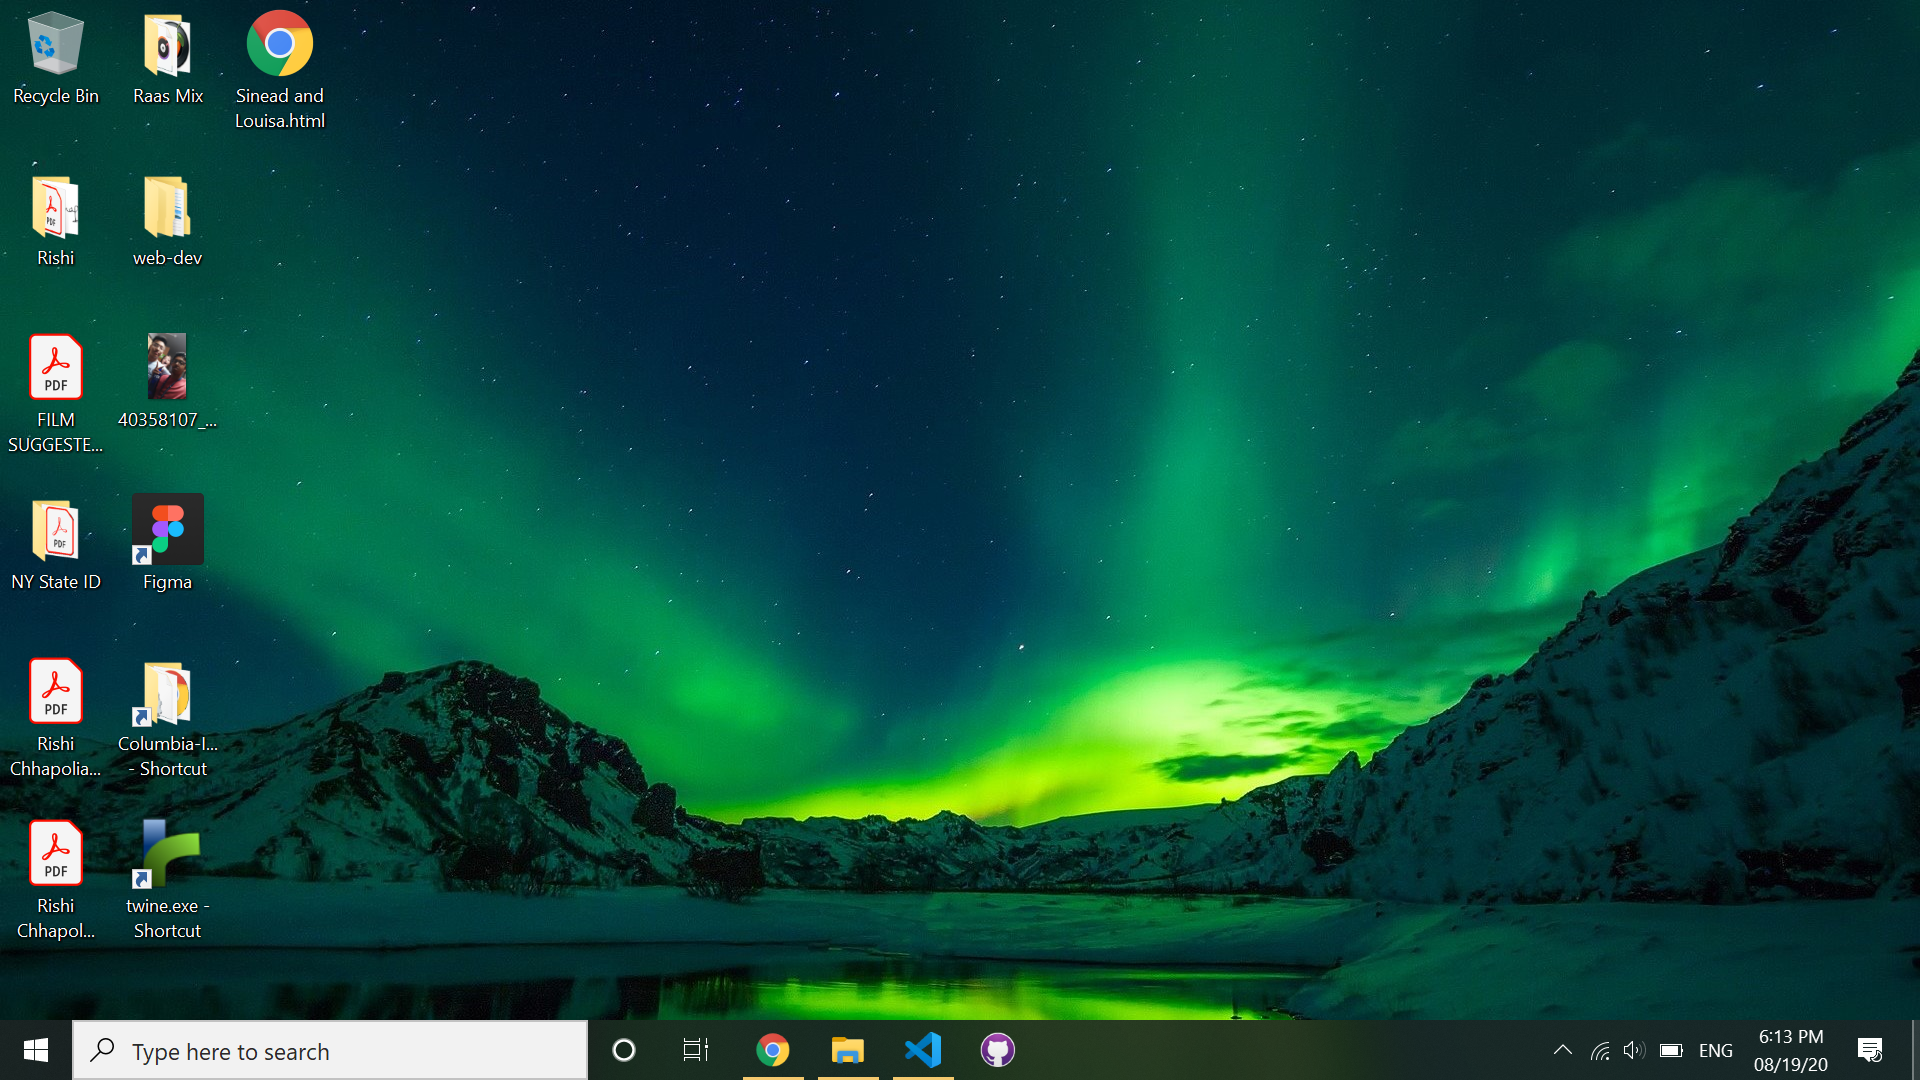 Recycle Bin
Raas Mix
Sinead and
Louisa.html
Rishi
web-dev
PDF
FILM
SUGGESTE...
40358107_...
PDF
NY State ID
Figma
PDF
Rishi
Chhapolia...
Columbia-I...
- Shortcut
PDF
Rishi
Chhapol...
twine.exe -
Shortcut
Type here to search
ENG
6:13 PM
08/19/20